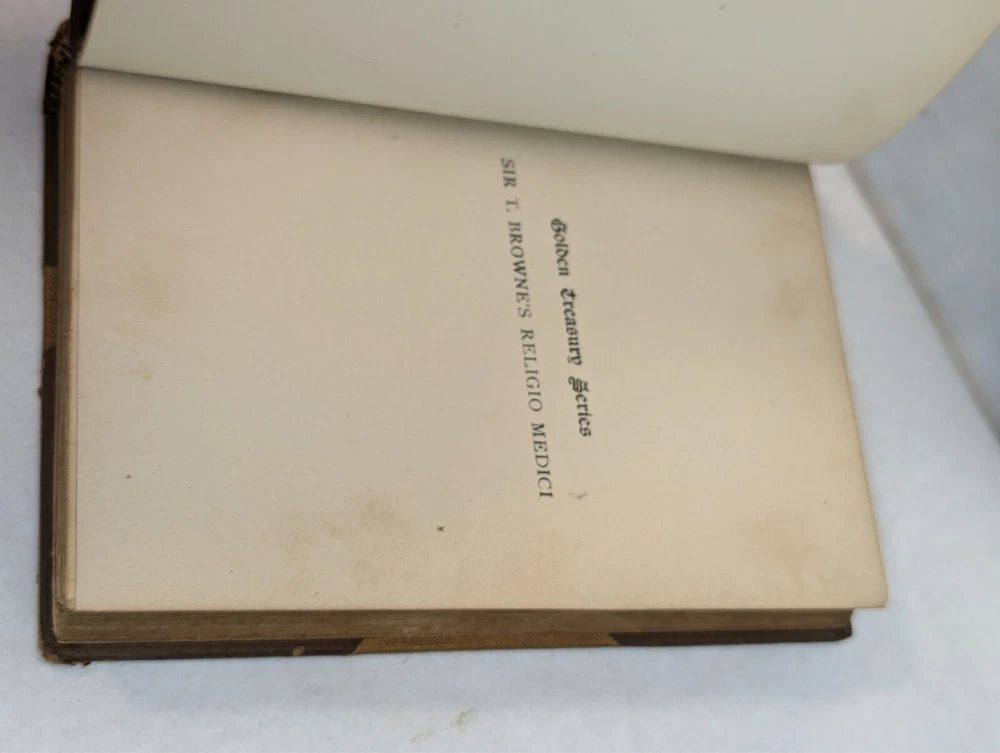 Golden Treasury Series
SIR T. BROWNE'S RELIGIO MEDICI